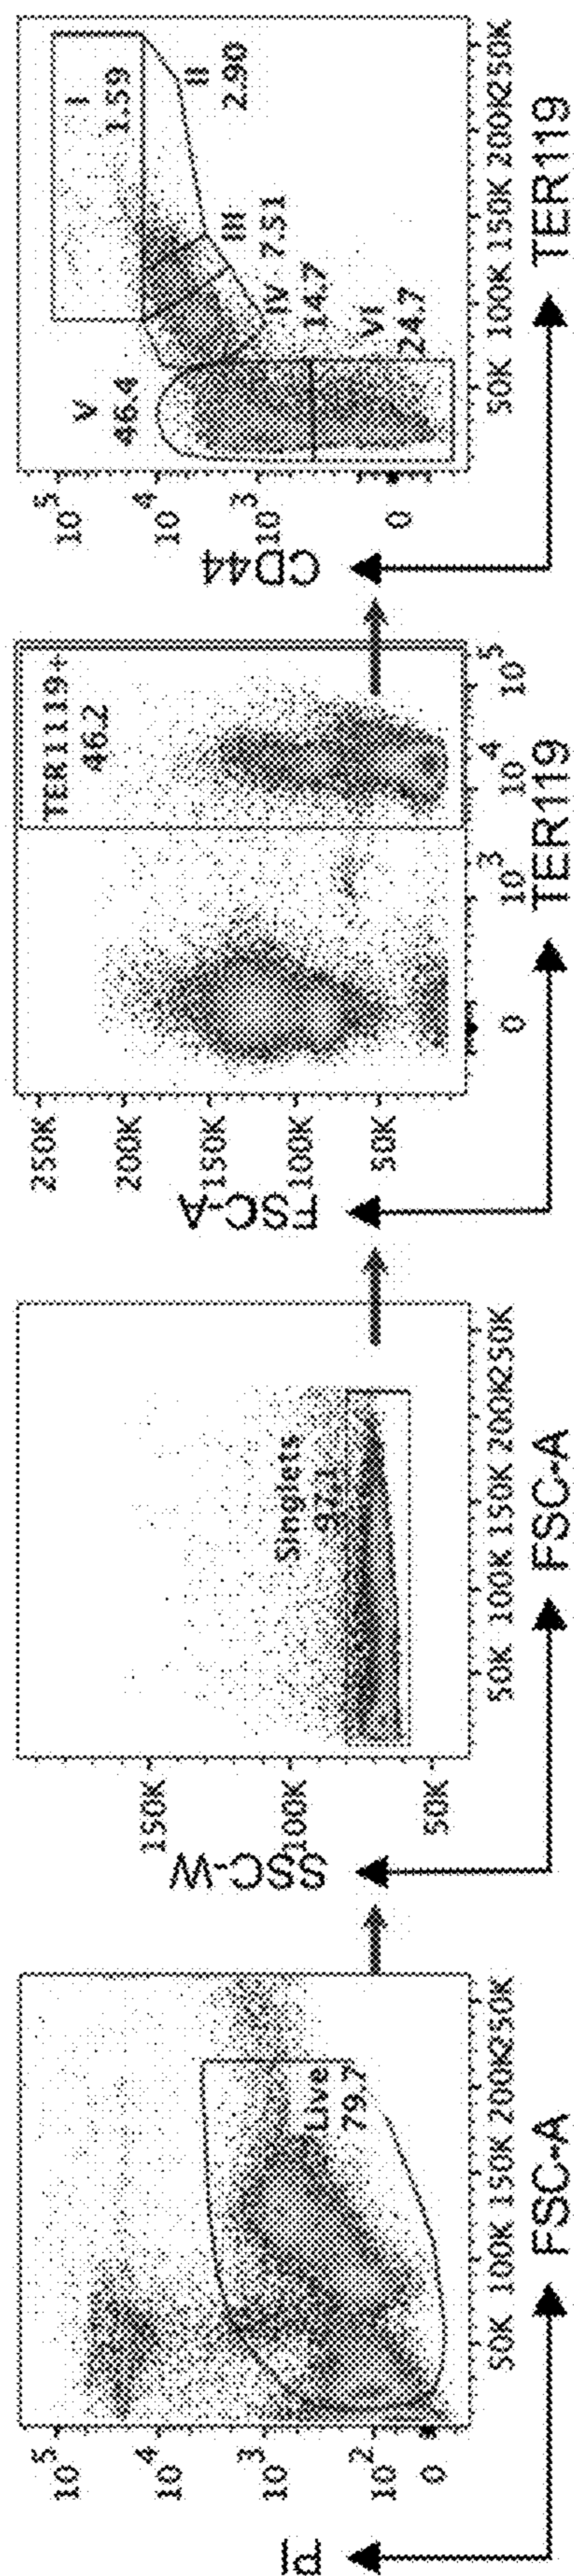 PI
10^5
10^4
10^3
10^2
0
Live
79.7
50K 100K 150K 200K 250K
FSC-A
SSC-W
150K
100K
50K
Singlets
97.1
50K 100K 150K 200K 250K
FSC-A
FSC-A
250K
200K
150K
100K
50K
TER1119+
46.2
0 10^3 10^4 10^5
TER119
CD44
10^5
10^4
10^3
0
I
1.59
II
2.90
III
7.51
IV
14.7
V
46.4
VI
24.7
50K 100K 150K 200K 250K
TER119